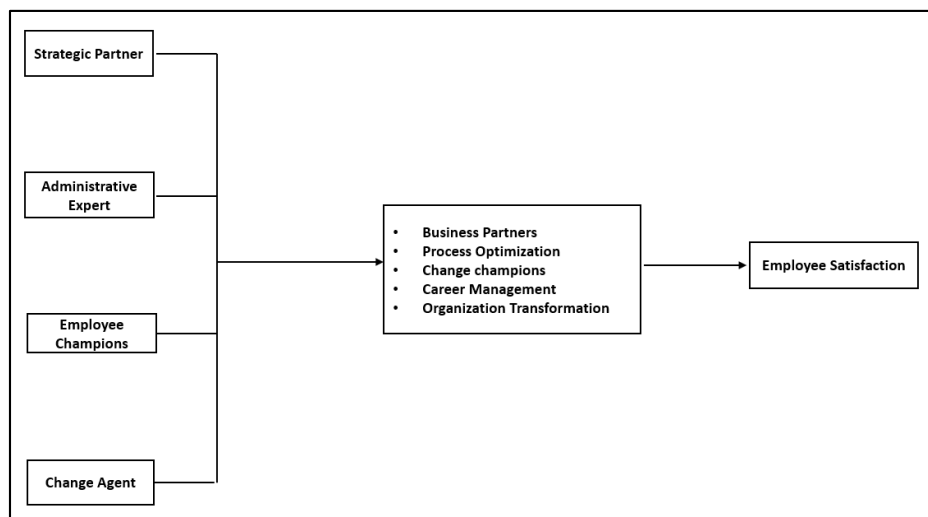 Strategic Partner
Administrative
Expert
Employee
Champions
Change Agent
• Business Partners
• Process Optimization
• Change champions
• Career Management
• Organization Transformation
Employee Satisfaction